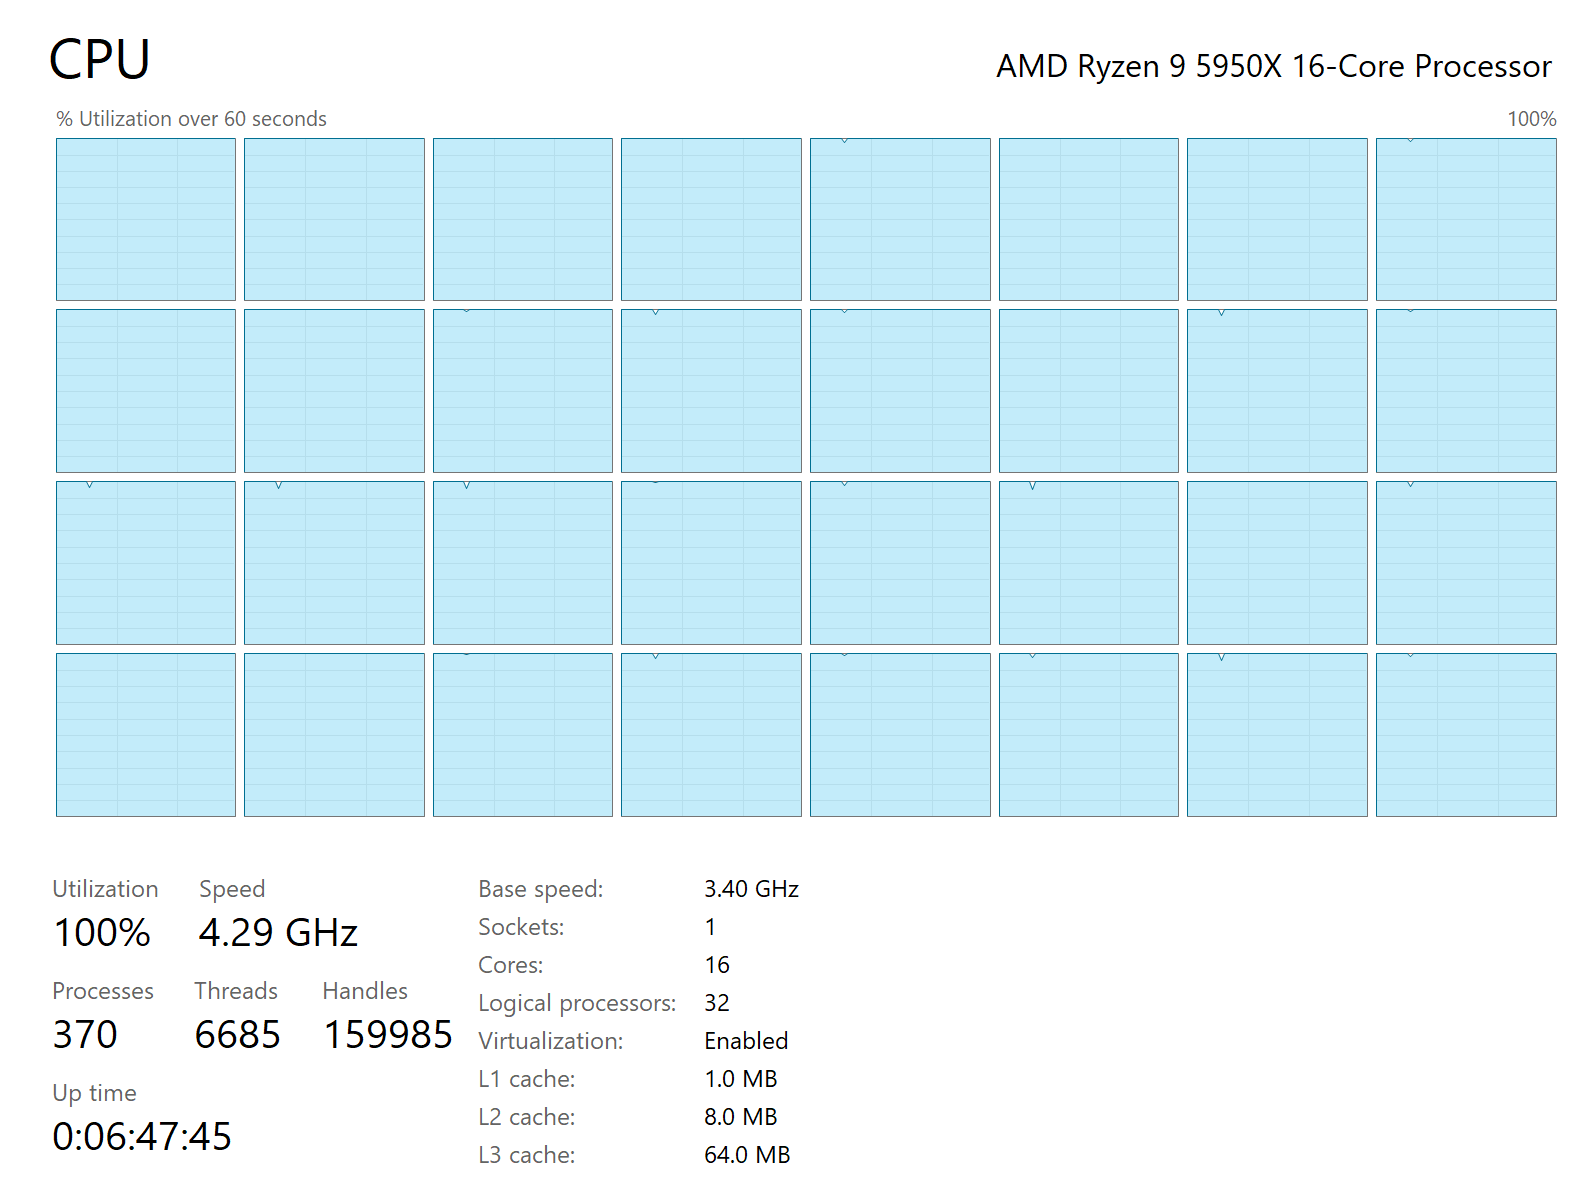 CPU
AMD Ryzen 9 5950X 16-Core Processor
% Utilization over 60 seconds
100%
Utilization
Speed
100%
4.29 GHz
Processes
Threads
Handles
370
6685
159985
Up time
0:06:47:45
Base speed: 3.40 GHz
Sockets: 1
Cores: 16
Logical processors: 32
Virtualization: Enabled
L1 cache: 1.0 MB
L2 cache: 8.0 MB
L3 cache: 64.0 MB